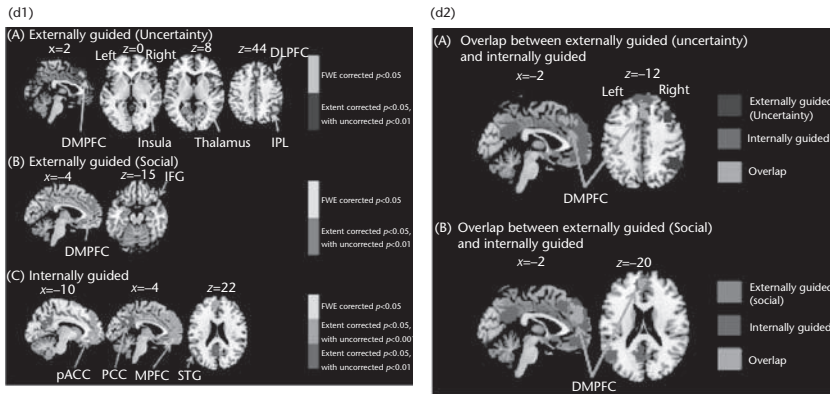 (d1)
(A) Externally guided (Uncertainty)
x=2 Left z=0 Right z=8 z=44 DLPFC
FWE corrected p<0.05
Extent corrected p<0.05,
with uncorrected p<0.01
DMPFC Insula Thalamus IPL
(B) Externally guided (Social)
x=–4 z=–15 IFG
FWE corrected p<0.05
Extent corrected p<0.05,
with uncorrected p<0.01
DMPFC
(C) Internally guided
x=–10 x=–4 z=22
FWE corrected p<0.05
Extent corrected p<0.05,
with uncorrected p<0.001
Extent corrected p<0.05,
with uncorrected p<0.01
pACC PCC MPFC STG
(d2)
(A) Overlap between externally guided (uncertainty)
and internally guided
x=–2 z=–12
Left Right
Externally guided
(Uncertainty)
Internally guided
Overlap
DMPFC
(B) Overlap between externally guided (Social)
and internally guided
x=–2 z=–20
Externally guided
(social)
Internally guided
Overlap
DMPFC